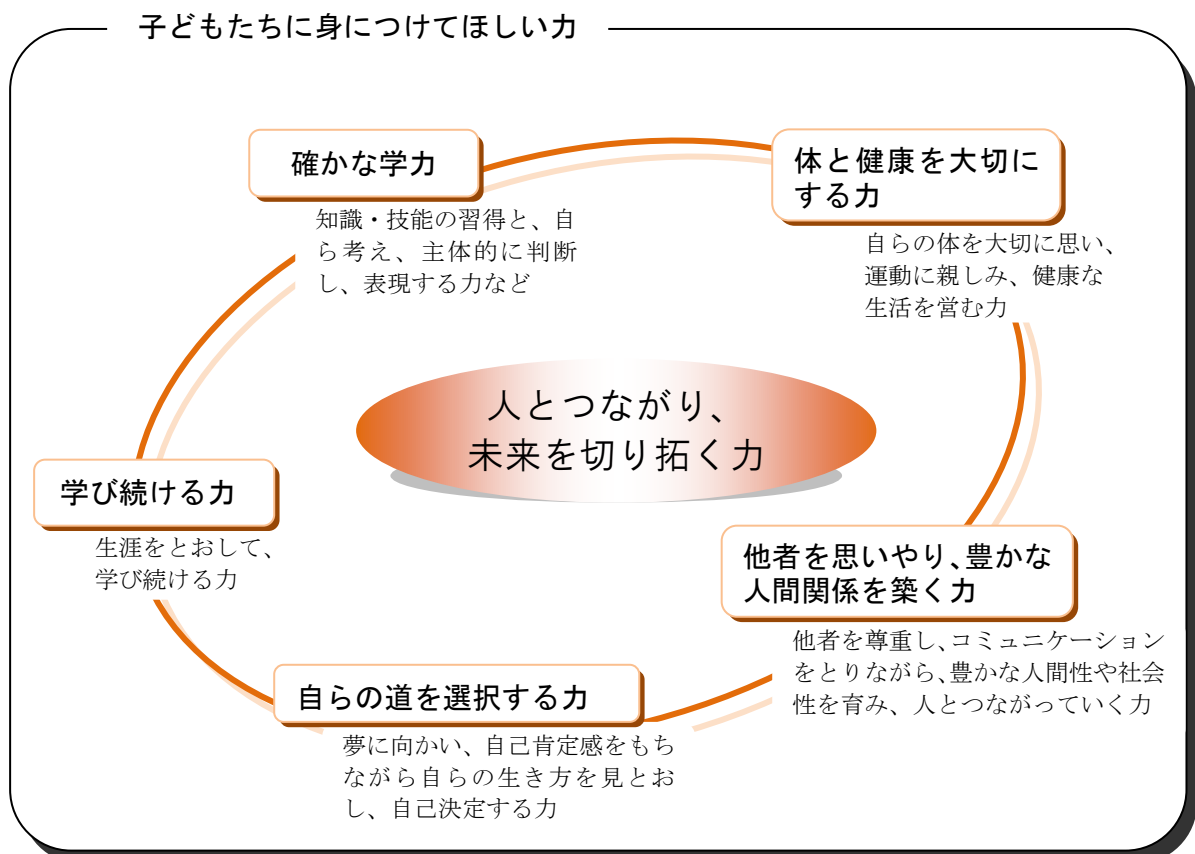 子どもたちに身につけてほしい力
確かな学力
知識・技能の習得と、自
ら考え、主体的に判断
し、表現する力など
体と健康を大切に
する力
自らの体を大切に思い、
運動に親しみ、健康な
生活を営む力
人とつながり、
未来を切り拓く力
学び続ける力
生涯をとおして、
学び続ける力
他者を思いやり、豊かな
人間関係を築く力
他者を尊重し、コミュニケーション
をとりながら、豊かな人間性や社会
性を育み、人とつながっていく力
自らの道を選択する力
夢に向かい、自己肯定感をもち
ながら自らの生き方を見とお
し、自己決定する力